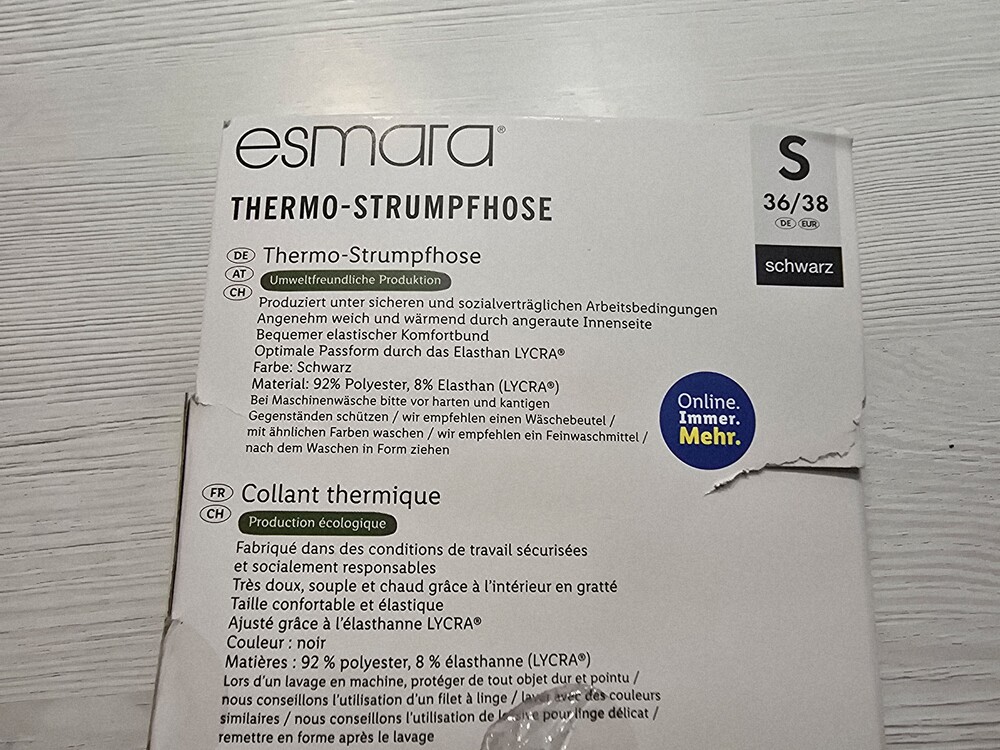 esmara®
THERMO-STRUMPFHOSE
S
36/38
DE EUR
schwarz
DE
AT
CH
Thermo-Strumpfhose
Umweltfreundliche Produktion
Produziert unter sicheren und sozialverträglichen Arbeitsbedingungen
Angenehm weich und wärmend durch angeraute Innenseite
Bequemer elastischer Komfortbund
Optimale Passform durch das Elasthan LYCRA®
Farbe: Schwarz
Material: 92% Polyester, 8% Elasthan (LYCRA®)
Bei Maschinenwäsche bitte vor harten und kantigen
Gegenständen schützen / wir empfehlen einen Wäschebeutel /
mit ähnlichen Farben waschen / wir empfehlen ein Feinwaschmittel /
nach dem Waschen in Form ziehen
Online.
Immer.
Mehr.
FR
CH
Collant thermique
Production écologique
Fabriqué dans des conditions de travail sécurisées
et socialement responsables
Très doux, souple et chaud grâce à l'intérieur en gratté
Taille confortable et élastique
Ajusté grâce à l'élasthanne LYCRA®
Couleur : noir
Matières : 92 % polyester, 8 % élasthanne (LYCRA®)
Lors d'un lavage en machine, protéger de tout objet dur et pointu /
nous conseillons l'utilisation d'un filet à linge / laver avec des couleurs
similaires / nous conseillons l'utilisation de pour linge délicat /
remettre en forme après le lavage